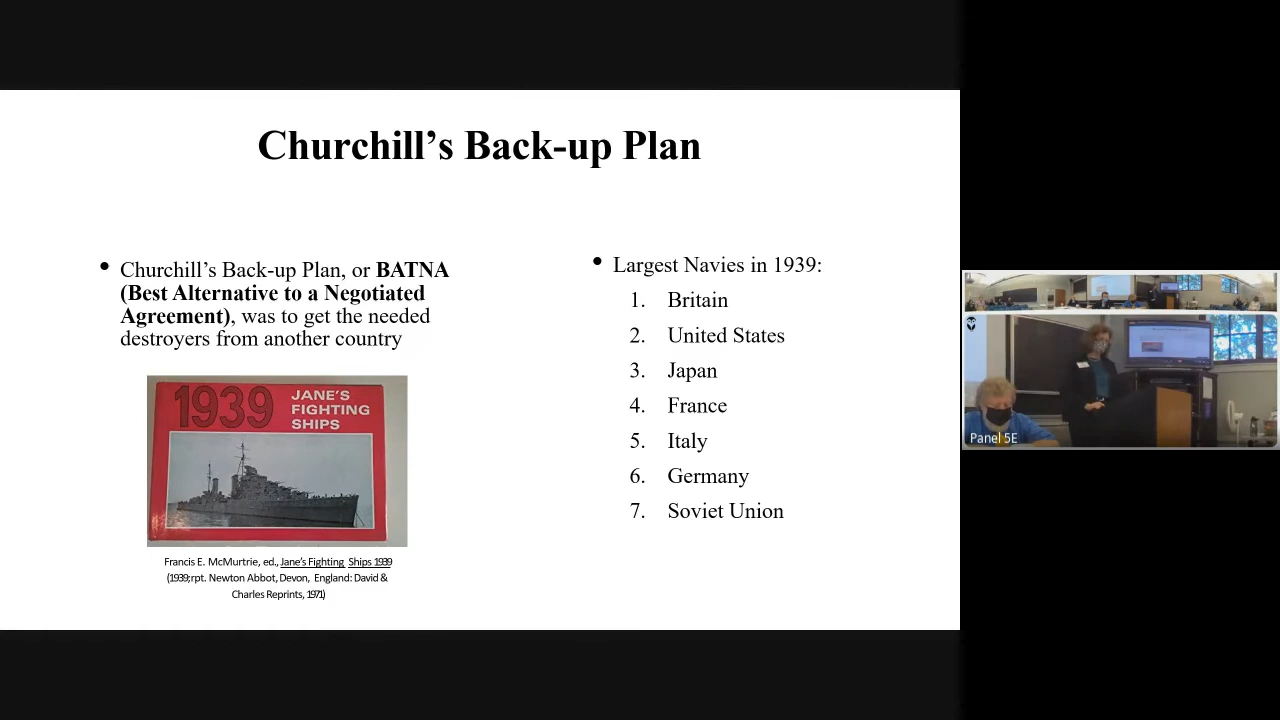 Churchill’s Back-up Plan
• Churchill’s Back-up Plan, or BATNA
(Best Alternative to a Negotiated
Agreement), was to get the needed
destroyers from another country
1939 JANE'S
FIGHTING
SHIPS
Francis E. McMurtrie, ed., Jane’s Fighting Ships 1939
(1939;rpt. Newton Abbot, Devon, England: David &
Charles Reprints, 1971)
• Largest Navies in 1939:
1. Britain
2. United States
3. Japan
4. France
5. Italy
6. Germany
7. Soviet Union
Panel 5E